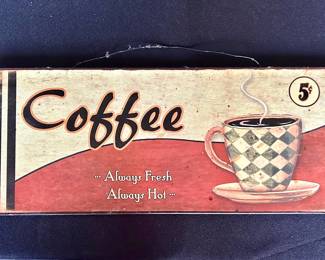 Coffee
5¢
··· Always Fresh
Always Hot ···